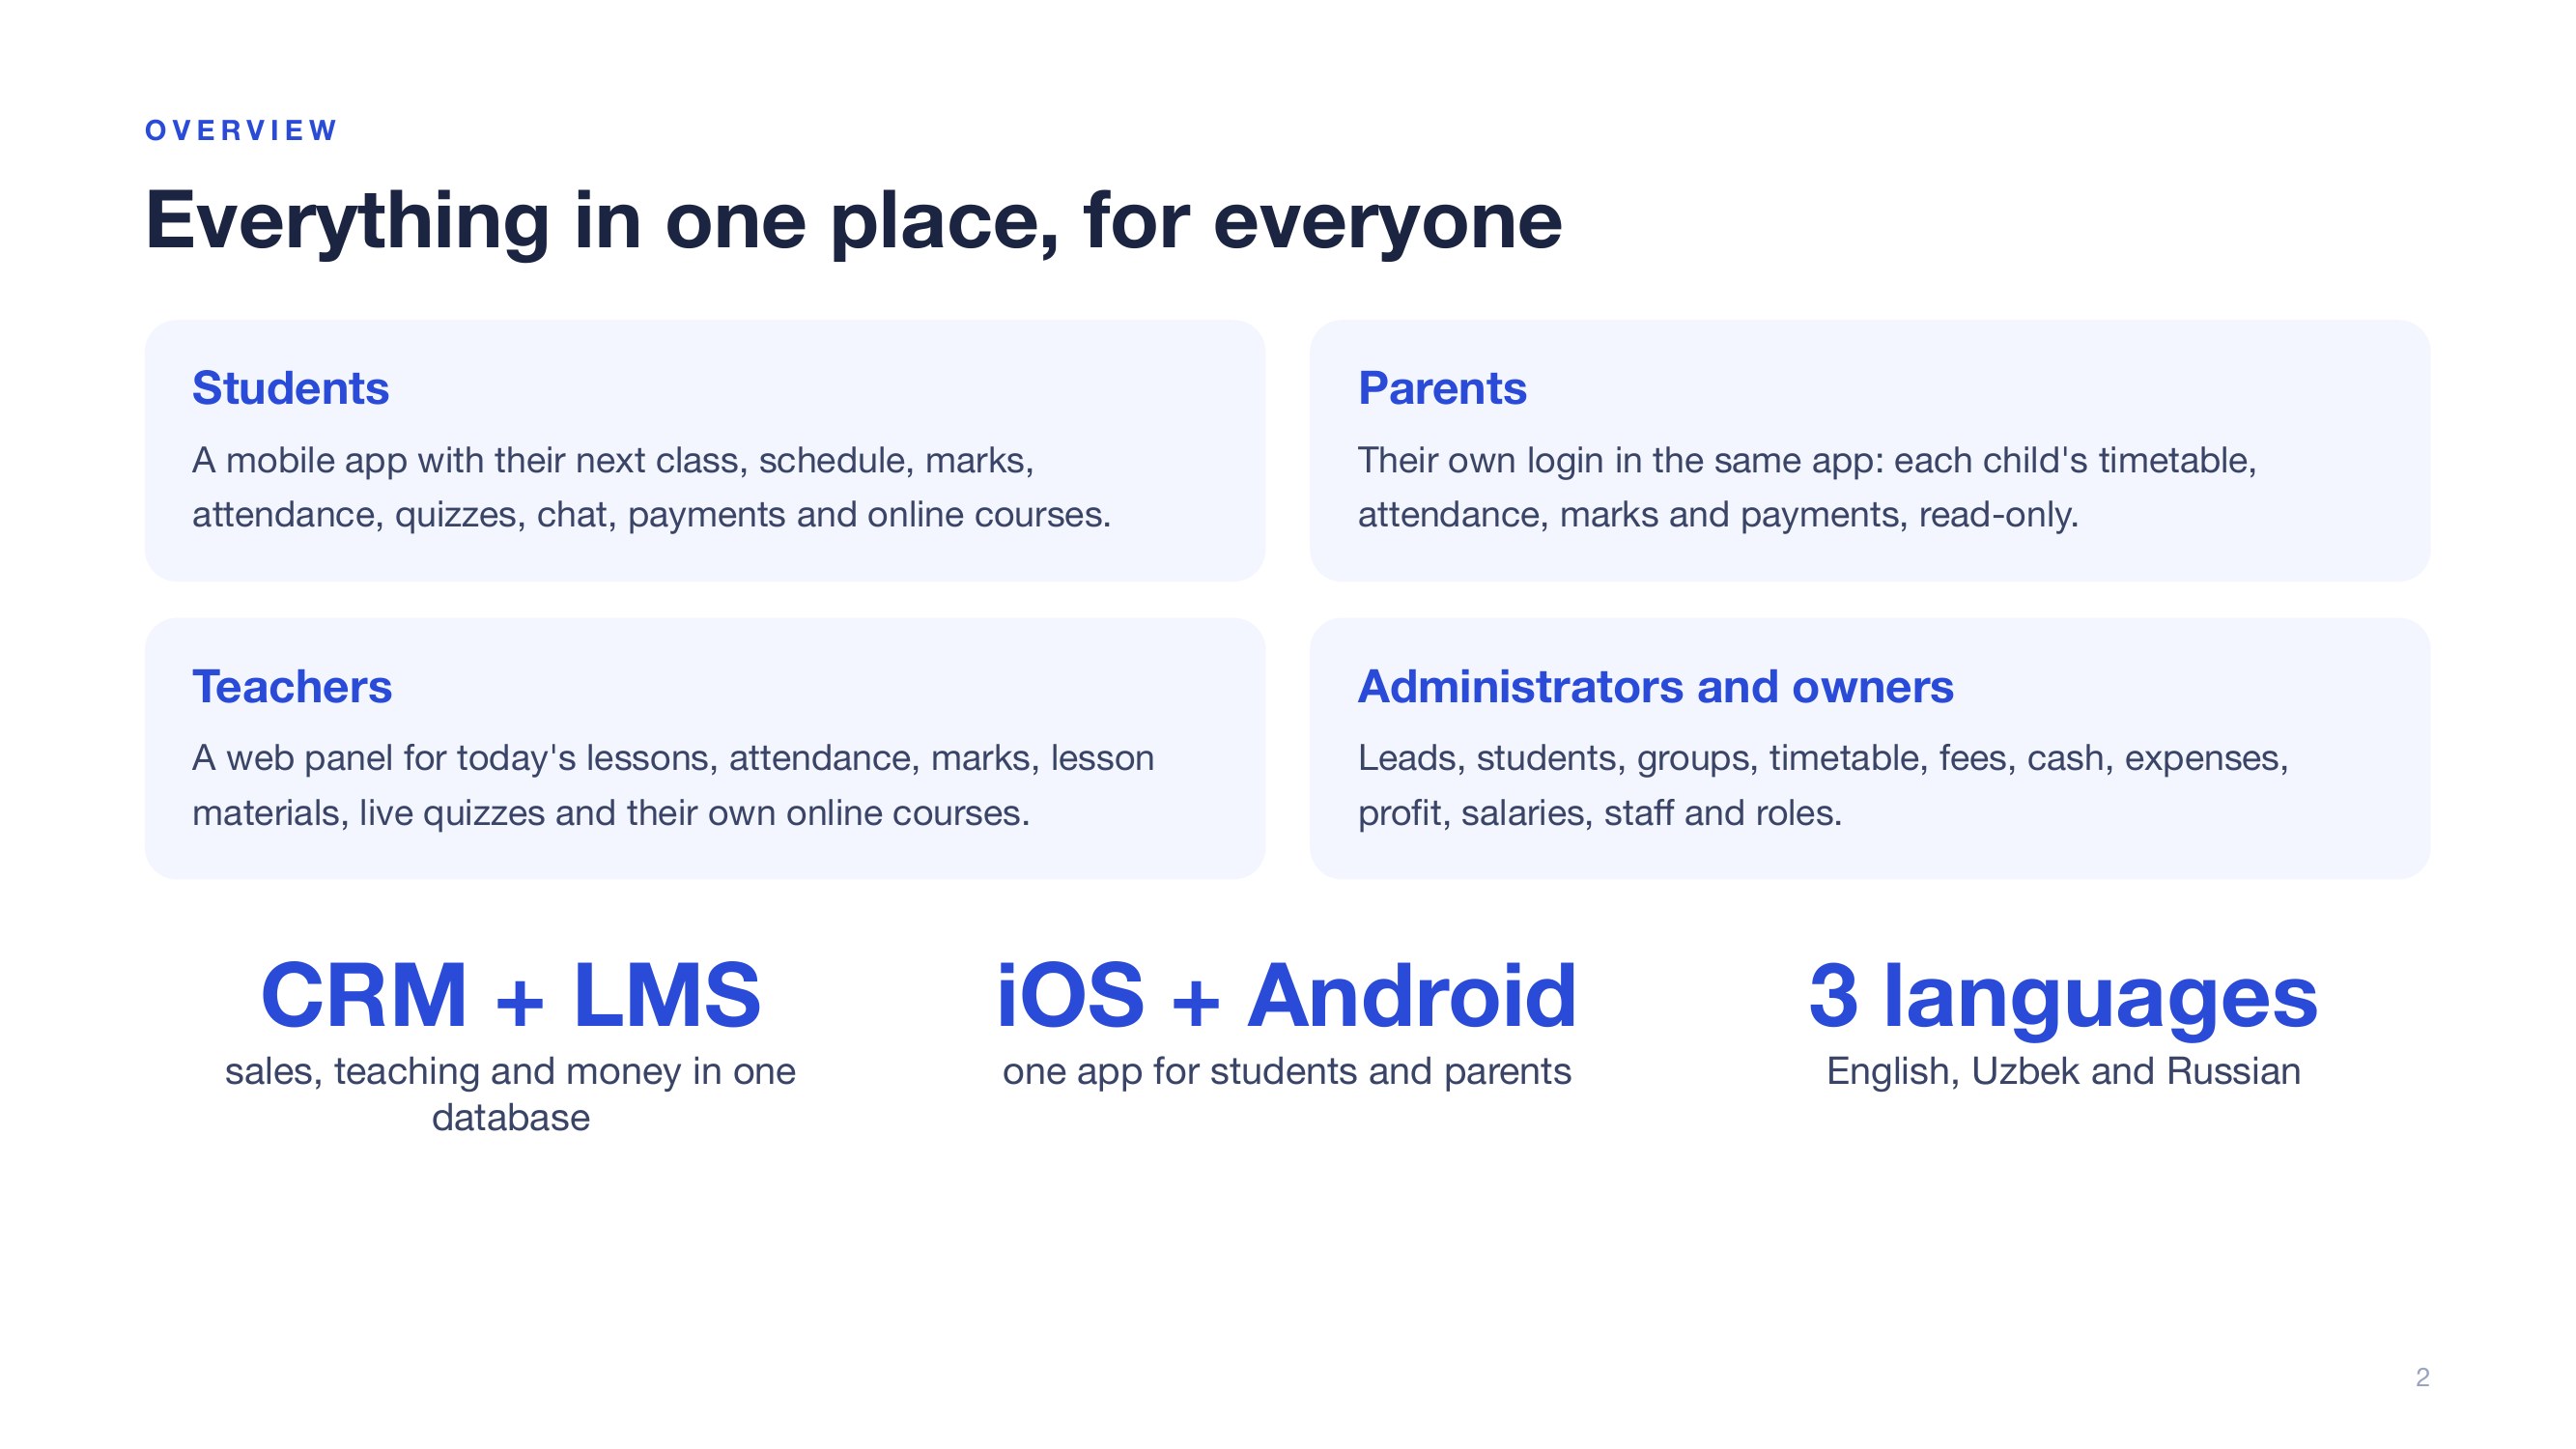 OVERVIEW
Everything in one place, for everyone
Students
A mobile app with their next class, schedule, marks,
attendance, quizzes, chat, payments and online courses.
Parents
Their own login in the same app: each child's timetable,
attendance, marks and payments, read-only.
Teachers
A web panel for today's lessons, attendance, marks, lesson
materials, live quizzes and their own online courses.
Administrators and owners
Leads, students, groups, timetable, fees, cash, expenses,
profit, salaries, staff and roles.
CRM + LMS
sales, teaching and money in one
database
iOS + Android
one app for students and parents
3 languages
English, Uzbek and Russian
2